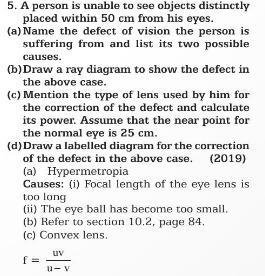 5. A person is unable to see objects distinctly
placed within 50 cm from his eyes.
(a) Name the defect of vision the person is
suffering from and list its two possible
causes.
(b) Draw a ray diagram to show the defect in
the above case.
(c) Mention the type of lens used by him for
the correction of the defect and calculate
its power. Assume that the near point for
the normal eye is 25 cm.
(d) Draw a labelled diagram for the correction
of the defect in the above case. (2019)
(a) Hypermetropia
Causes: (i) Focal length of the eye lens is
too long
(ii) The eye ball has become too small.
(b) Refer to section 10.2, page 84.
(c) Convex lens.
f = uv
u – v